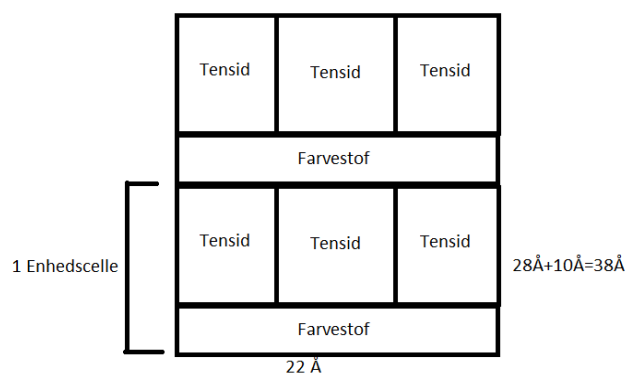 Tensid Tensid Tensid
Farvestof
Tensid Tensid Tensid
1 Enhedscelle
28Å+10Å=38Å
Farvestof
22 Å